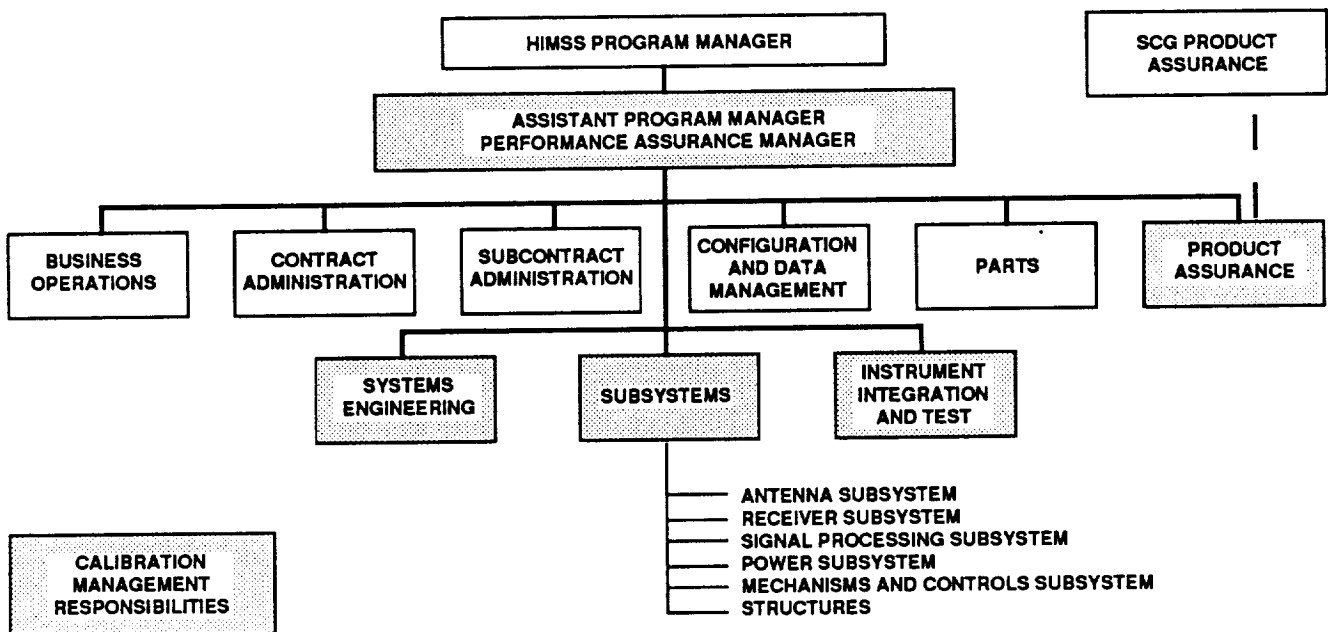 HIMSS PROGRAM MANAGER
SCG PRODUCT
ASSURANCE
ASSISTANT PROGRAM MANAGER
PERFORMANCE ASSURANCE MANAGER
BUSINESS
OPERATIONS
CONTRACT
ADMINISTRATION
SUBCONTRACT
ADMINISTRATION
CONFIGURATION
AND DATA
MANAGEMENT
PARTS
PRODUCT
ASSURANCE
SYSTEMS
ENGINEERING
SUBSYSTEMS
INSTRUMENT
INTEGRATION
AND TEST
ANTENNA SUBSYSTEM
RECEIVER SUBSYSTEM
SIGNAL PROCESSING SUBSYSTEM
POWER SUBSYSTEM
MECHANISMS AND CONTROLS SUBSYSTEM
STRUCTURES
CALIBRATION
MANAGEMENT
RESPONSIBILITIES